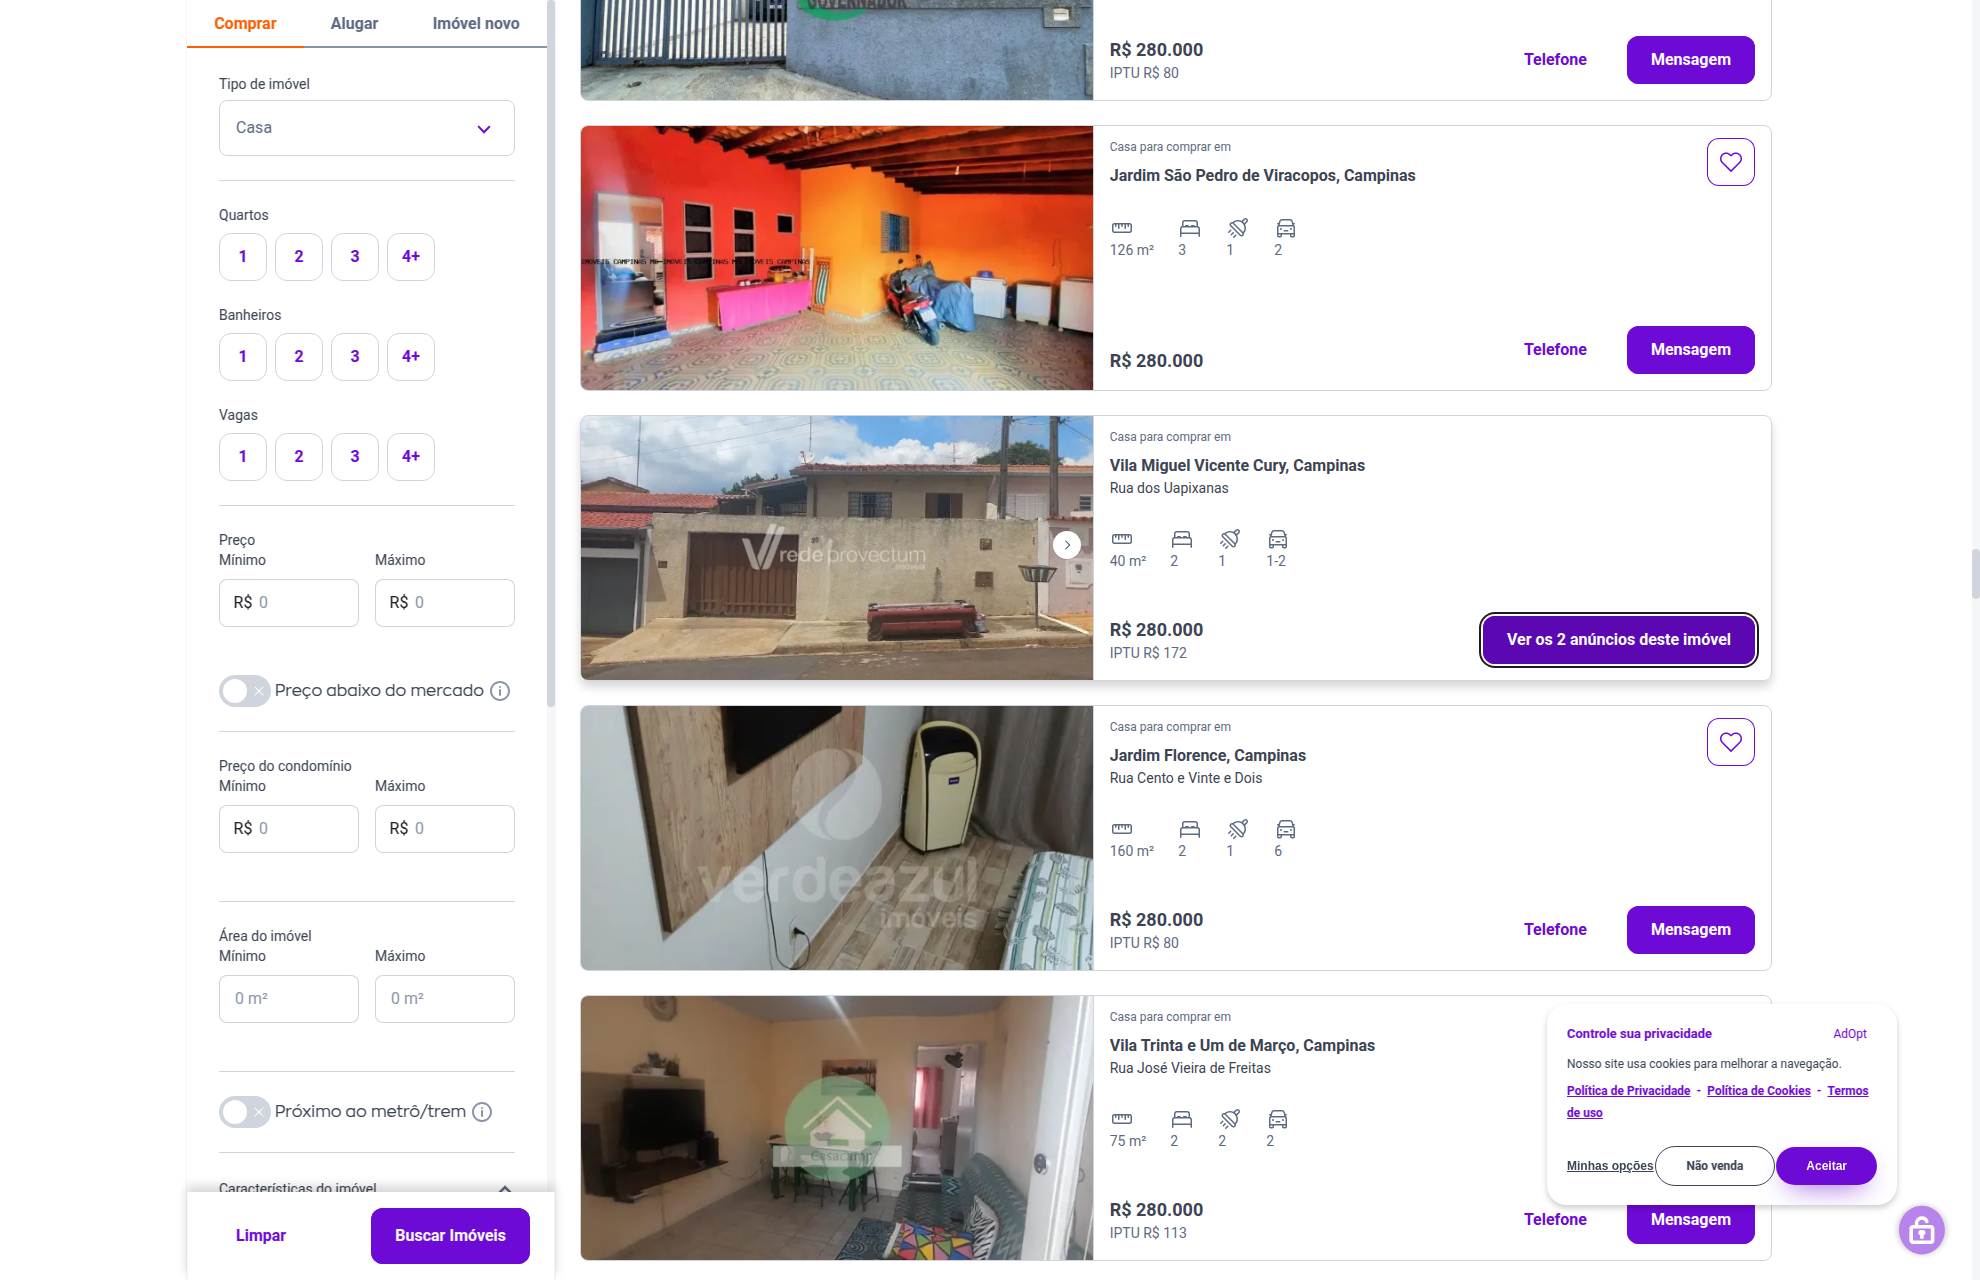 Comprar
Alugar
Imóvel novo
Tipo de imóvel
Casa
Quartos
1
2
3
4+
Banheiros
1
2
3
4+
Vagas
1
2
3
4+
Preço
Mínimo
Máximo
R$ 0
R$ 0
Preço abaixo do mercado
Preço do condomínio
Mínimo
Máximo
R$ 0
R$ 0
Área do imóvel
Mínimo
Máximo
0 m²
0 m²
Próximo ao metrô/trem
Características do imóvel
Limpar
Buscar Imóveis
GOVERNADOR
R$ 280.000
IPTU R$ 80
Telefone
Mensagem
Casa para comprar em
Jardim São Pedro de Viracopos, Campinas
126 m²
3
1
2
R$ 280.000
Telefone
Mensagem
Casa para comprar em
Vila Miguel Vicente Cury, Campinas
Rua dos Uapixanas
rede provectum
40 m²
2
1
1-2
R$ 280.000
IPTU R$ 172
Ver os 2 anúncios deste imóvel
Casa para comprar em
Jardim Florence, Campinas
Rua Cento e Vinte e Dois
verdeazul
imóveis
160 m²
2
1
6
R$ 280.000
IPTU R$ 80
Telefone
Mensagem
Casa para comprar em
Vila Trinta e Um de Março, Campinas
Rua José Vieira de Freitas
Casacamp
75 m²
2
2
2
R$ 280.000
IPTU R$ 113
Telefone
Mensagem
Controle sua privacidade
AdOpt
Nosso site usa cookies para melhorar a navegação.
Política de Privacidade - Política de Cookies - Termos
de uso
Minhas opções
Não venda
Aceitar